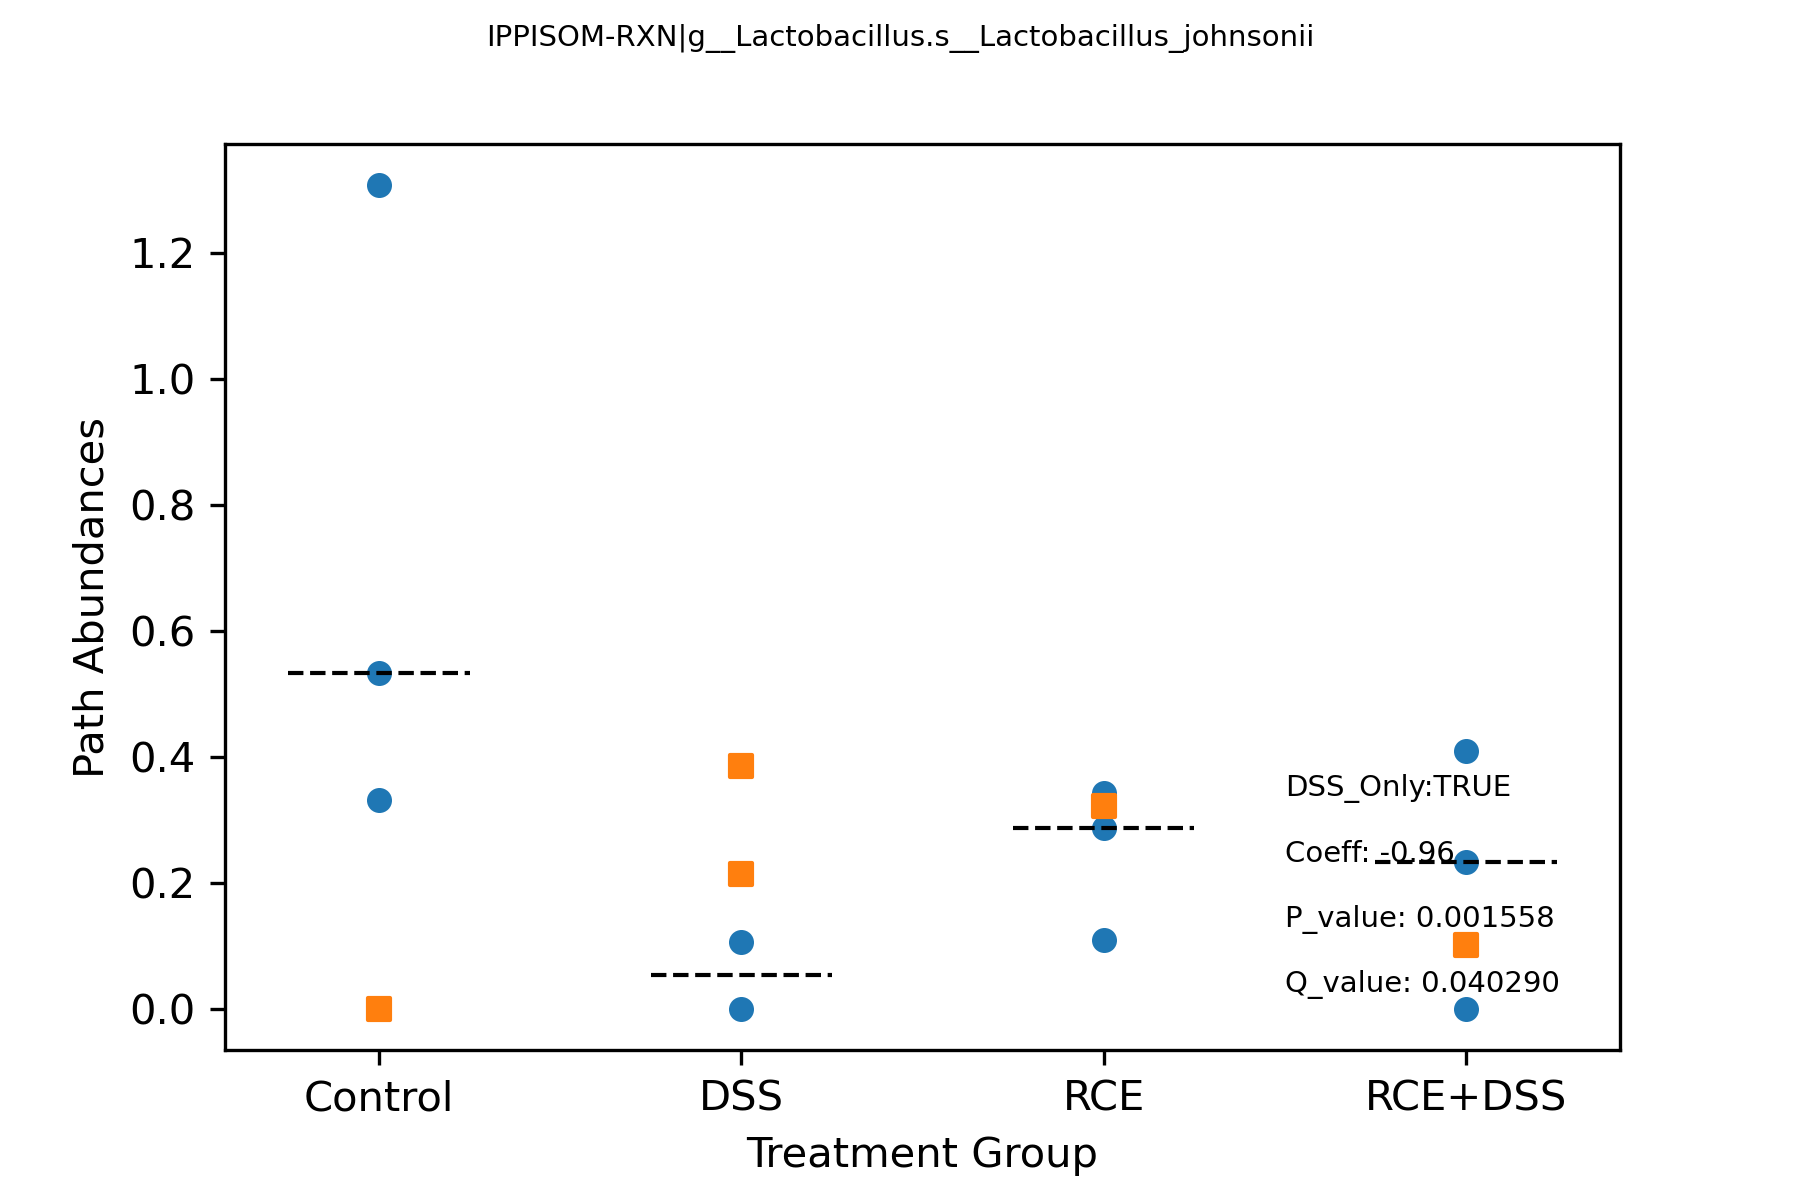 IPPISOM-RXN|g__Lactobacillus.s__Lactobacillus_johnsonii
1.2
1.0
0.8
0.6
0.4
0.2
0.0
Path Abundances
DSS_Only:TRUE
Coeff: -0.96
P_value: 0.001558
Q_value: 0.040290
Control
DSS
RCE
RCE+DSS
Treatment Group